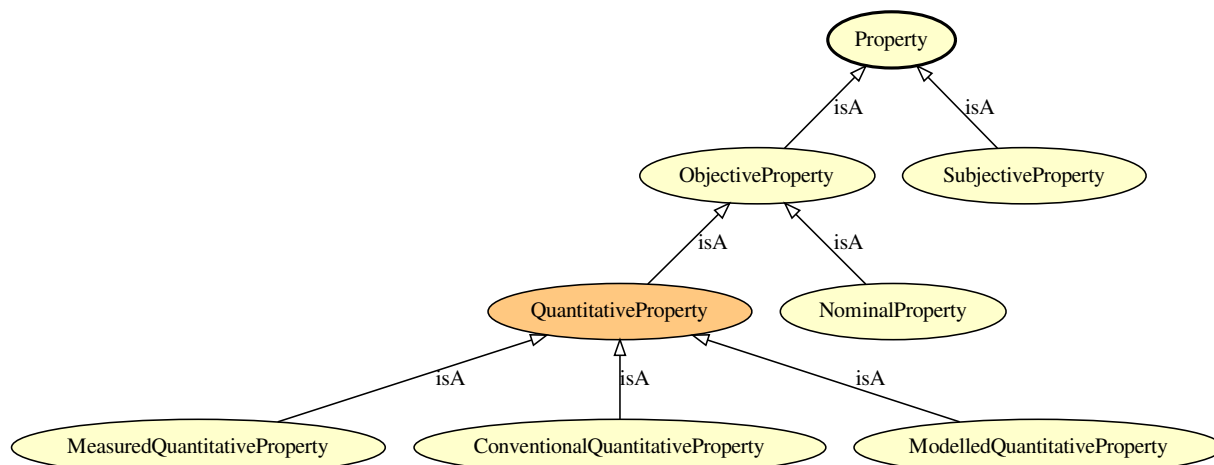 Property
isA
isA
ObjectiveProperty
SubjectiveProperty
isA
isA
QuantitativeProperty
NominalProperty
isA
isA
isA
MeasuredQuantitativeProperty
ConventionalQuantitativeProperty
ModelledQuantitativeProperty